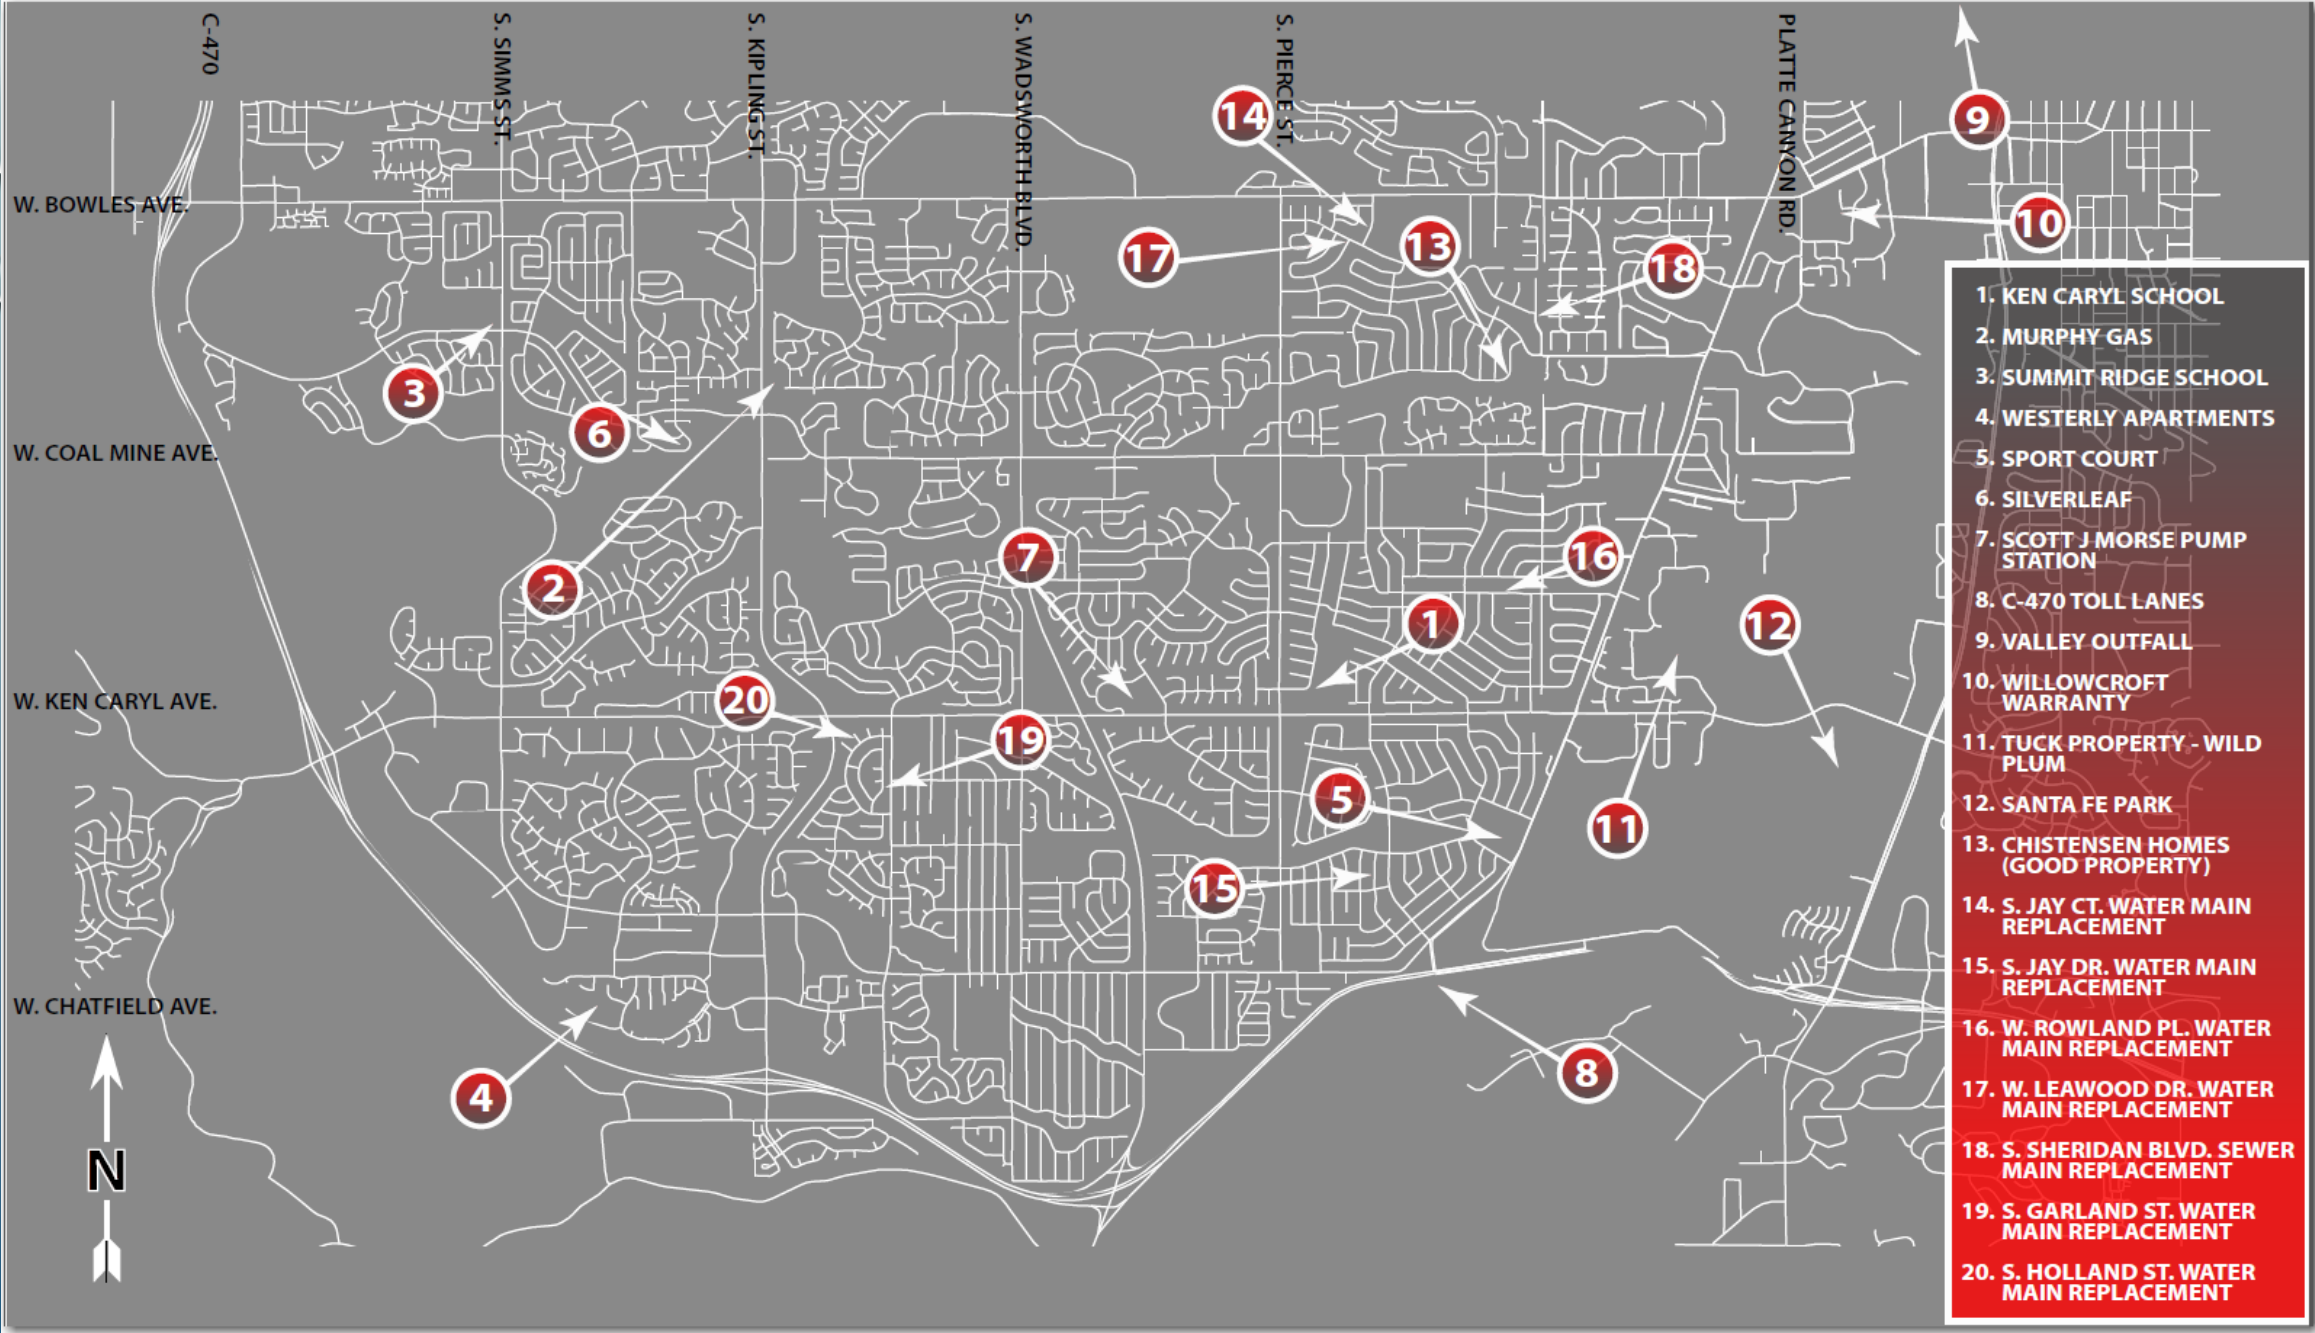 C-470
S. SIMMS ST.
S. KIPLING ST.
S. WADSWORTH BLVD.
S. PIERCE ST.
PLATTE CANYON RD.
14
9
W. BOWLES AVE.
10
13
17
18
3
6
W. COAL MINE AVE.
7
16
2
1
12
W. KEN CARYL AVE.
20
19
5
11
15
W. CHATFIELD AVE.
8
4
N
1. KEN CARYL SCHOOL
2. MURPHY GAS
3. SUMMIT RIDGE SCHOOL
4. WESTERLY APARTMENTS
5. SPORT COURT
6. SILVERLEAF
7. SCOTT J MORSE PUMP
STATION
8. C-470 TOLL LANES
9. VALLEY OUTFALL
10. WILLOWCROFT
WARRANTY
11. TUCK PROPERTY - WILD
PLUM
12. SANTA FE PARK
13. CHISTENSEN HOMES
(GOOD PROPERTY)
14. S. JAY CT. WATER MAIN
REPLACEMENT
15. S. JAY DR. WATER MAIN
REPLACEMENT
16. W. ROWLAND PL. WATER
MAIN REPLACEMENT
17. W. LEAWOOD DR. WATER
MAIN REPLACEMENT
18. S. SHERIDAN BLVD. SEWER
MAIN REPLACEMENT
19. S. GARLAND ST. WATER
MAIN REPLACEMENT
20. S. HOLLAND ST. WATER
MAIN REPLACEMENT